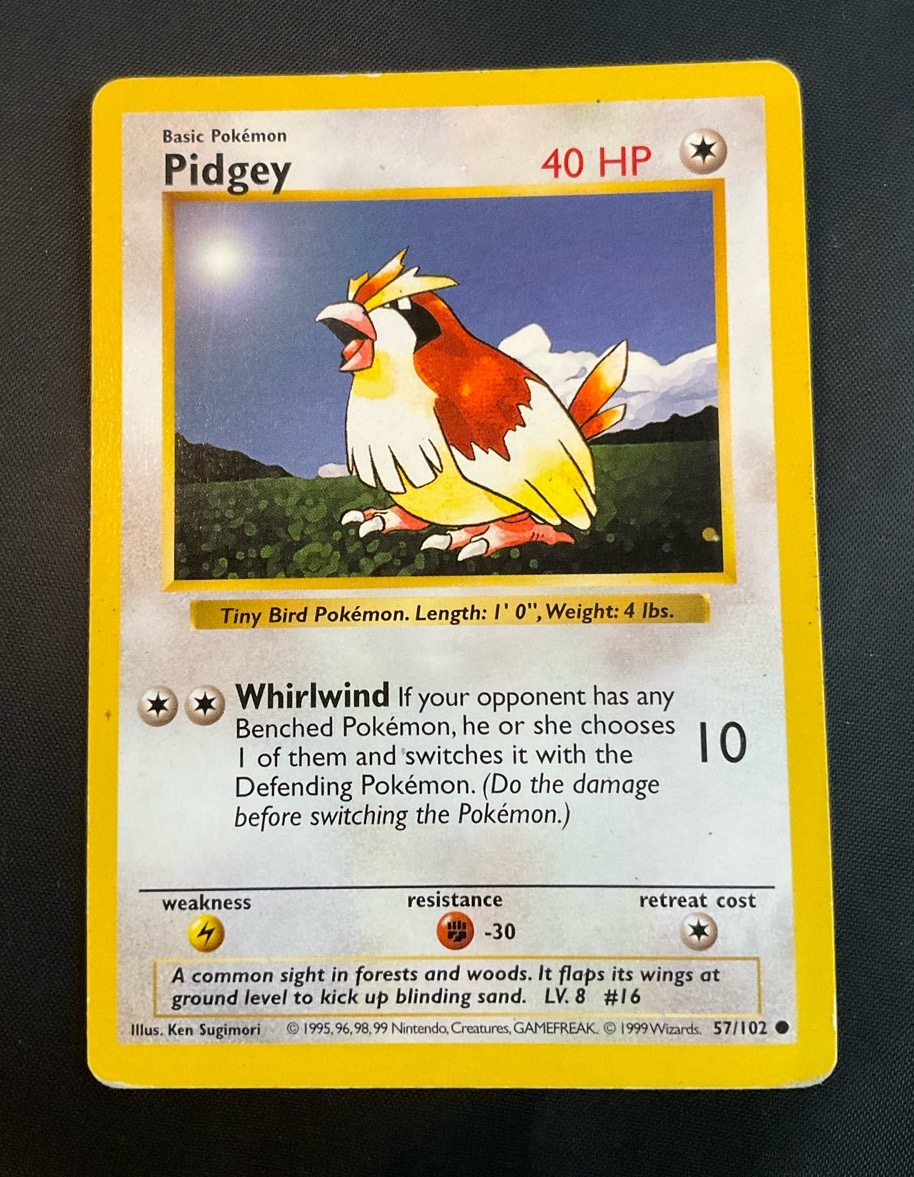 Basic Pokémon
Pidgey 40 HP
Tiny Bird Pokémon. Length: 1' 0", Weight: 4 lbs.
Whirlwind If your opponent has any
Benched Pokémon, he or she chooses
1 of them and switches it with the
Defending Pokémon. (Do the damage
before switching the Pokémon.)
10
weakness resistance retreat cost
-30
A common sight in forests and woods. It flaps its wings at
ground level to kick up blinding sand. LV. 8 #16
Illus. Ken Sugimori © 1995, 96, 98, 99 Nintendo, Creatures, GAMEFREAK. © 1999 Wizards. 57/102